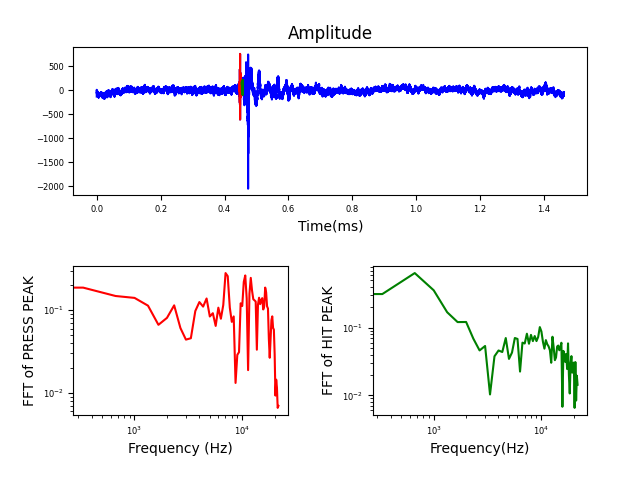 Amplitude
500
0
−500
−1000
−1500
−2000
0.0 0.2 0.4 0.6 0.8 1.0 1.2 1.4
Time(ms)
FFT of PRESS PEAK
10⁻¹
10⁻²
10³ 10⁴
Frequency (Hz)
FFT of HIT PEAK
10⁻¹
10⁻²
10³ 10⁴
Frequency(Hz)